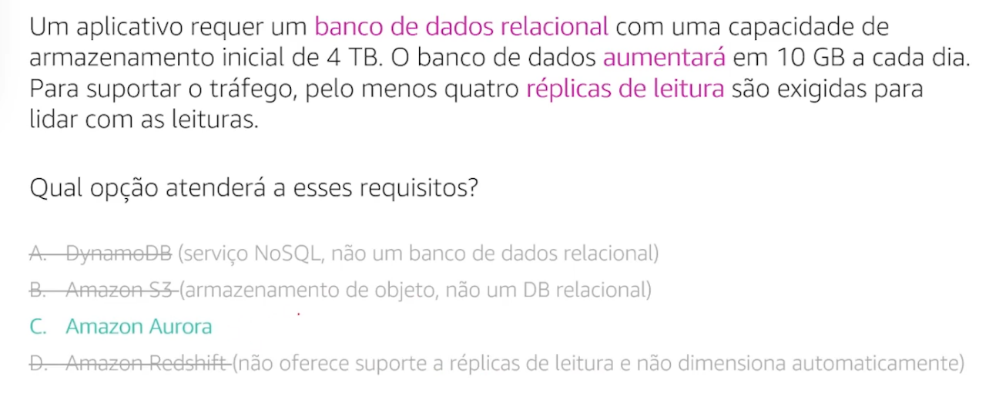 Um aplicativo requer um banco de dados relacional com uma capacidade de
armazenamento inicial de 4 TB. O banco de dados aumentará em 10 GB a cada dia.
Para suportar o tráfego, pelo menos quatro réplicas de leitura são exigidas para
lidar com as leituras.
Qual opção atenderá a esses requisitos?
A. DynamoDB (serviço NoSQL, não um banco de dados relacional)
B. Amazon S3 (armazenamento de objeto, não um DB relacional)
C. Amazon Aurora
D. Amazon Redshift (não oferece suporte a réplicas de leitura e não dimensiona automaticamente)